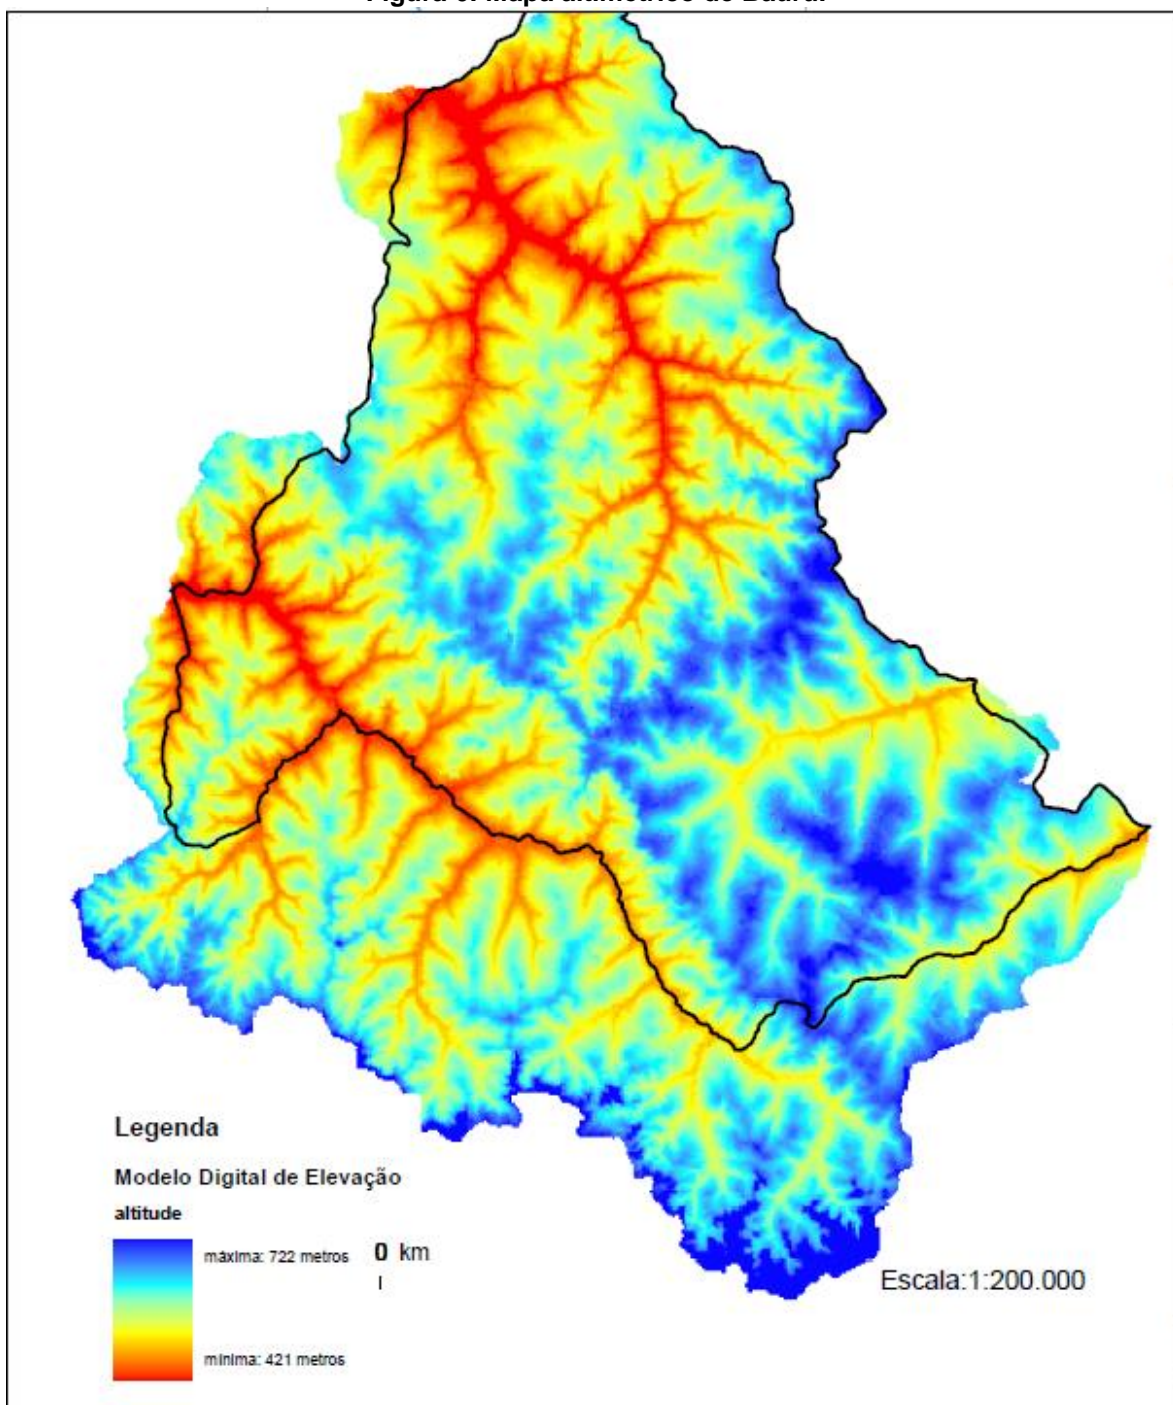 Legenda
Modelo Digital de Elevação
altitude
máxima: 722 metros
0 km
mínima: 421 metros
Escala:1:200.000